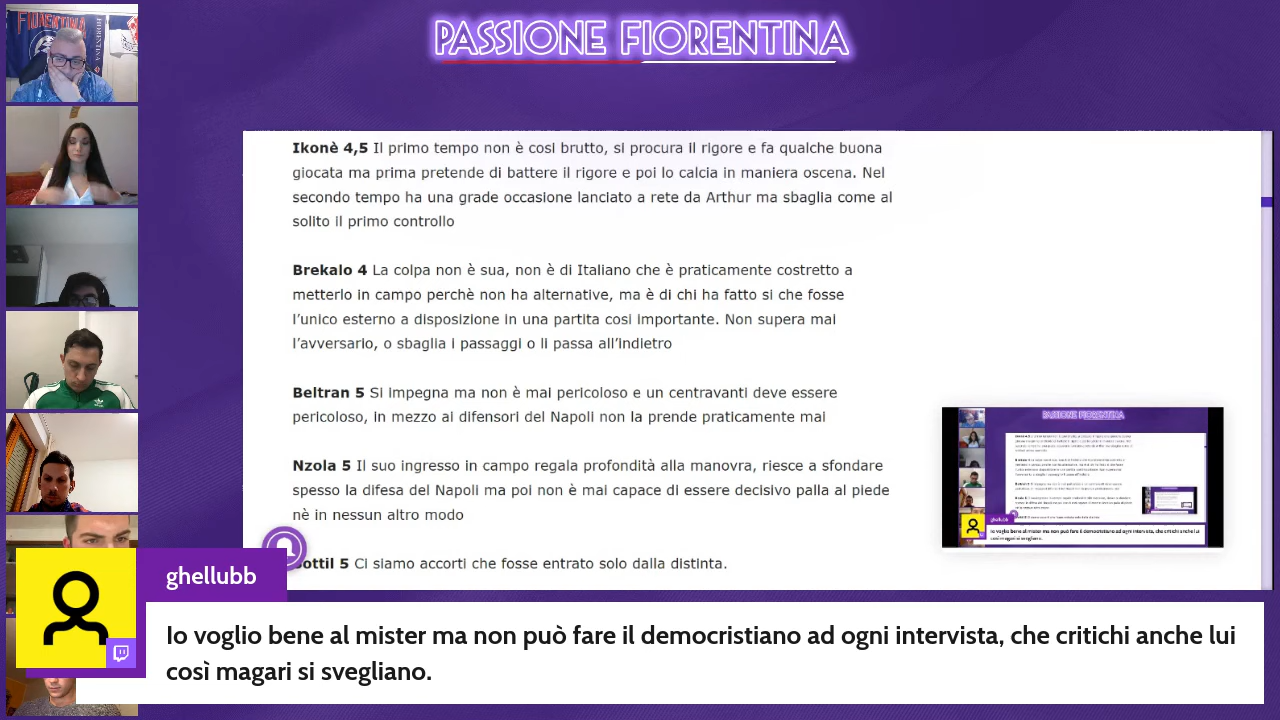 PASSIONE FIORENTINA
FIORENTINA
Ikonè 4,5 Il primo tempo non è così brutto, si procura il rigore e fa qualche buona
giocata ma prima pretende di battere il rigore e poi lo calcia in maniera oscena. Nel
secondo tempo ha una grade occasione lanciato a rete da Arthur ma sbaglia come al
solito il primo controllo
Brekalo 4 La colpa non è sua, non è di Italiano che è praticamente costretto a
metterlo in campo perchè non ha alternative, ma è di chi ha fatto si che fosse
l'unico esterno a disposizione in una partita così importante. Non supera mai
l'avversario, o sbaglia i passaggi o li passa all'indietro
Beltran 5 Si impegna ma non è mai pericoloso e un centravanti deve essere
pericoloso, in mezzo ai difensori del Napoli non la prende praticamente mai
Nzola 5 Il suo ingresso in campo regala profondità alla manovra, riesce a sfondare
del Napoli ma poi non è mai capace di essere decisivo palla al piede
nè in nessun altro modo
ottil 5 Ci siamo accorti che fosse entrato solo dalla distinta.
PASSIONE FIORENTINA
ghellubb
Io voglio bene al mister ma non può fare il democristiano ad ogni intervista, che critichi anche lui
così magari si svegliano.